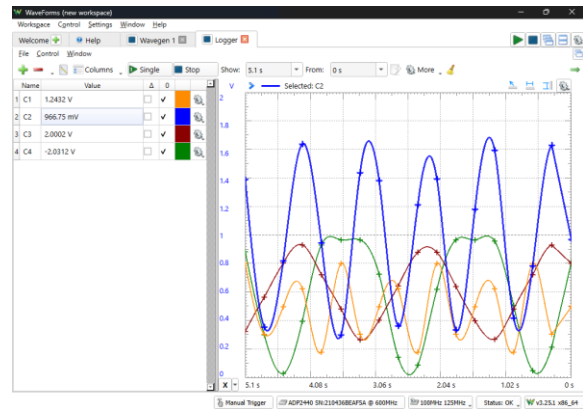 WaveForms (new workspace)
Workspace Control Settings Window Help
Welcome Help Wavegen 1 Logger
File Control Window
Columns Single Stop Show: 5.1 s From: 0 s More
Name Value Δ 0
1 C1 1.2432 V
2 C2 966.75 mV
3 C3 2.0002 V
4 C4 -2.0312 V
V Selected: C2
2
1.8
1.6
1.4
1.2
1
0.8
0.6
0.4
0.2
0
X 5.1 s 4.08 s 3.06 s 2.04 s 1.02 s 0 s
Manual Trigger ADP2440 SN:210436BEAF5A @ 600MHz 100MHz 125MHz Status: OK v3.25.1 x86_64